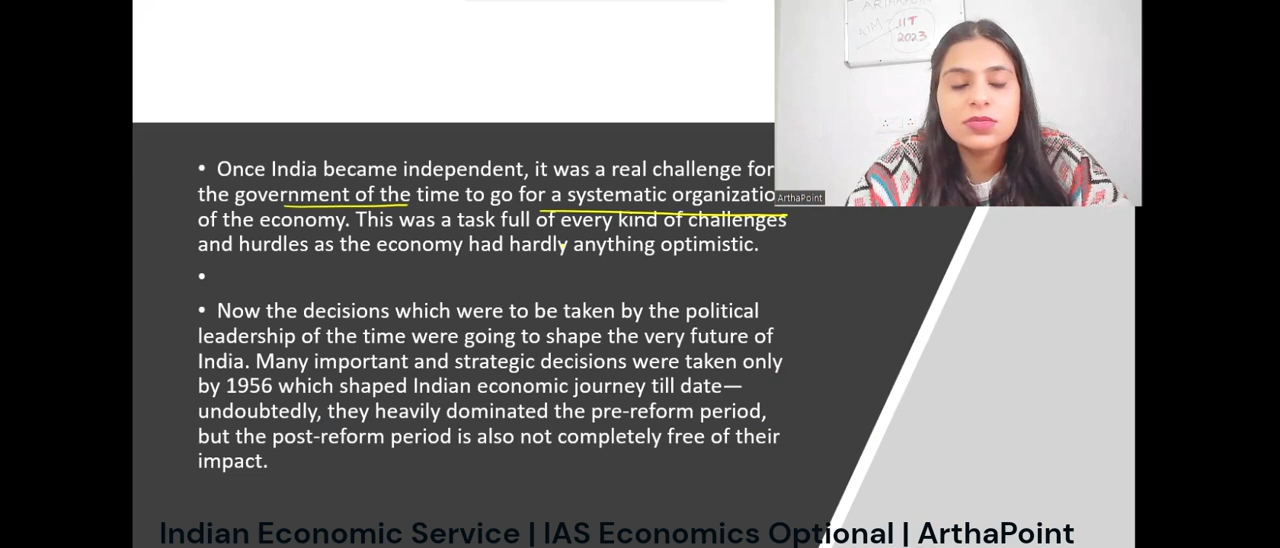 ARTHAPOINT
AIM - IIT
2023
ArthaPoint
• Once India became independent, it was a real challenge for
the government of the time to go for a systematic organizatio
of the economy. This was a task full of every kind of challenges
and hurdles as the economy had hardly anything optimistic.
•
• Now the decisions which were to be taken by the political
leadership of the time were going to shape the very future of
India. Many important and strategic decisions were taken only
by 1956 which shaped Indian economic journey till date—
undoubtedly, they heavily dominated the pre-reform period,
but the post-reform period is also not completely free of their
impact.
Indian Economic Service | IAS Economics Optional | ArthaPoint